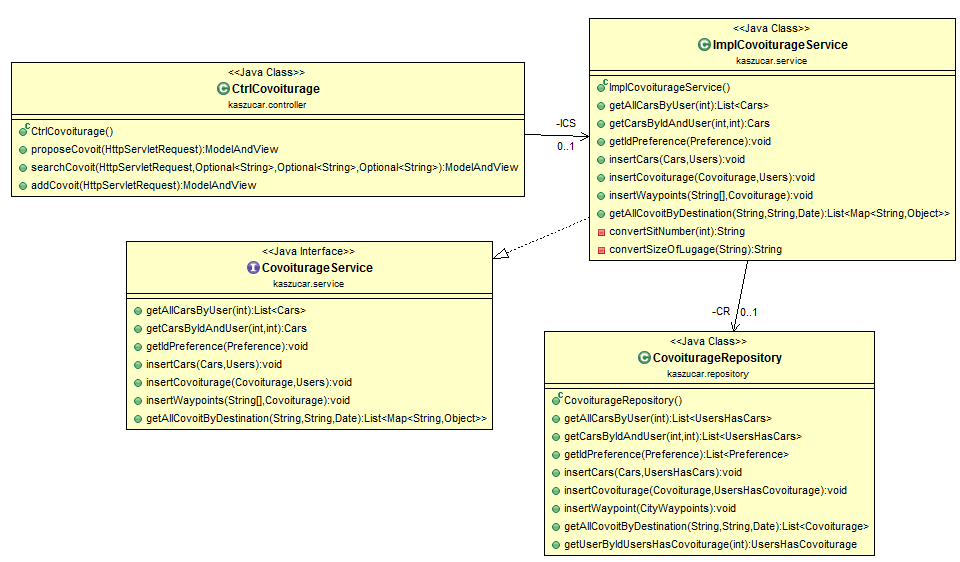 <<Java Class>>
CtrlCovoiturage
kaszucar.controller
CtrlCovoiturage()
proposeCovoit(HttpServletRequest):ModelAndView
searchCovoit(HttpServletRequest,Optional<String>,Optional<String>,Optional<String>):ModelAndView
addCovoit(HttpServletRequest):ModelAndView
-ICS
0..1
<<Java Class>>
ImplCovoiturageService
kaszucar.service
ImplCovoiturageService()
getAllCarsByUser(int):List<Cars>
getCarsByIdAndUser(int,int):Cars
getIdPreference(Preference):void
insertCars(Cars,Users):void
insertCovoiturage(Covoiturage,Users):void
insertWaypoints(String[],Covoiturage):void
getAllCovoitByDestination(String,String,Date):List<Map<String,Object>>
convertSitNumber(int):String
convertSizeOfLugage(String):String
<<Java Interface>>
CovoiturageService
kaszucar.service
getAllCarsByUser(int):List<Cars>
getCarsByIdAndUser(int,int):Cars
getIdPreference(Preference):void
insertCars(Cars,Users):void
insertCovoiturage(Covoiturage,Users):void
insertWaypoints(String[],Covoiturage):void
getAllCovoitByDestination(String,String,Date):List<Map<String,Object>>
-CR
0..1
<<Java Class>>
CovoiturageRepository
kaszucar.repository
CovoiturageRepository()
getAllCarsByUser(int):List<UsersHasCars>
getCarsByIdAndUser(int,int):List<UsersHasCars>
getIdPreference(Preference):List<Preference>
insertCars(Cars,UsersHasCars):void
insertCovoiturage(Covoiturage,UsersHasCovoiturage):void
insertWaypoint(CityWaypoints):void
getAllCovoitByDestination(String,String,Date):List<Covoiturage>
getUserByIdUsersHasCovoiturage(int):UsersHasCovoiturage